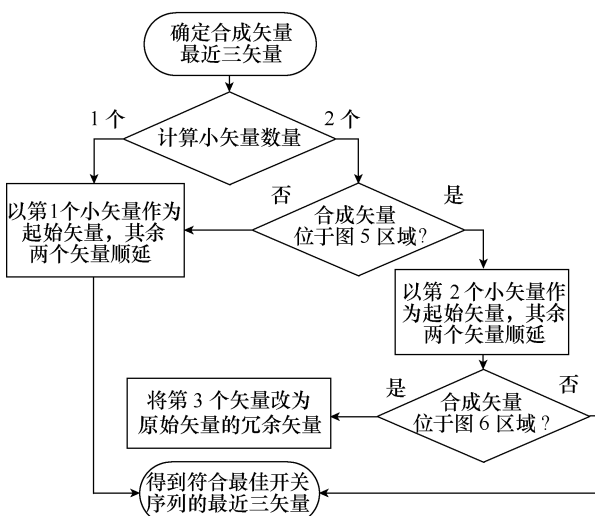 确定合成矢量
最近三矢量
1 个
2 个
计算小矢量数量
否
是
以第1个小矢量作为
起始矢量，其余
两个矢量顺延
合成矢量
位于图 5 区域?
以第 2 个小矢量作
为起始矢量，其余
两个矢量顺延
是
否
将第 3 个矢量改为
原始矢量的冗余矢量
合成矢量
位于图 6 区域?
得到符合最佳开关
序列的最近三矢量